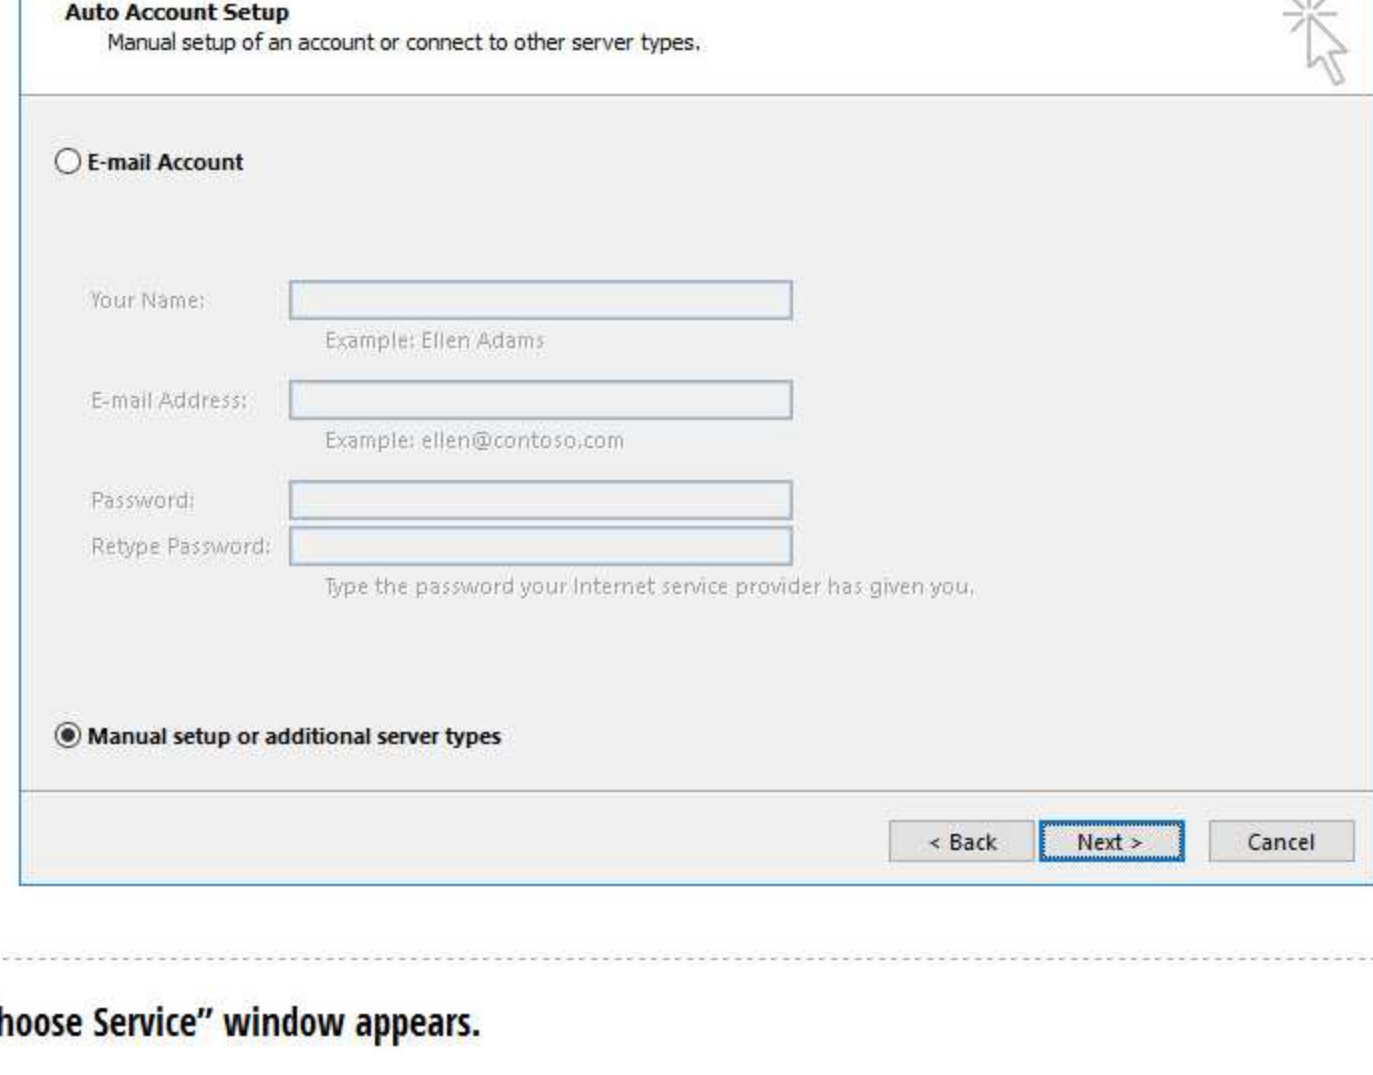 Auto Account Setup
Manual setup of an account or connect to other server types.
E-mail Account
Your Name:
Example: Ellen Adams
E-mail Address:
Example: ellen@contoso.com
Password:
Retype Password:
Type the password your Internet service provider has given you.
Manual setup or additional server types
< Back Next > Cancel
hoose Service” window appears.